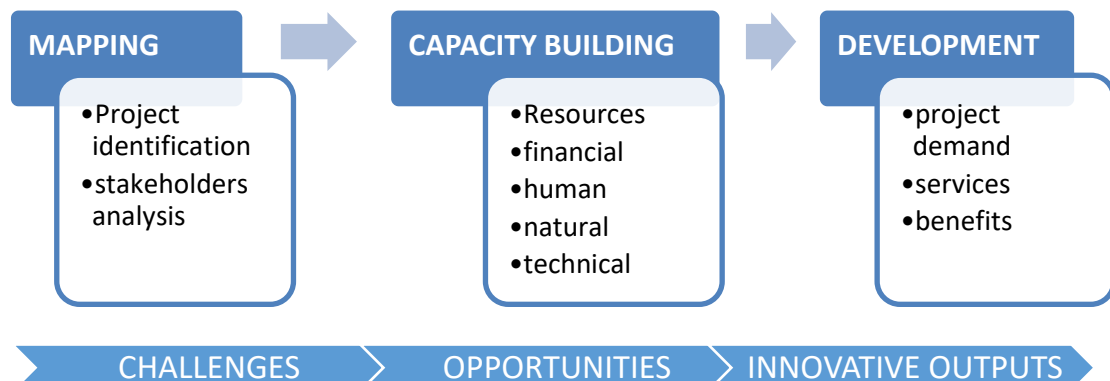 MAPPING
•Project
identification
•stakeholders
analysis
CAPACITY BUILDING
•Resources
•financial
•human
•natural
•technical
DEVELOPMENT
•project
demand
•services
•benefits
CHALLENGES
OPPORTUNITIES
INNOVATIVE OUTPUTS